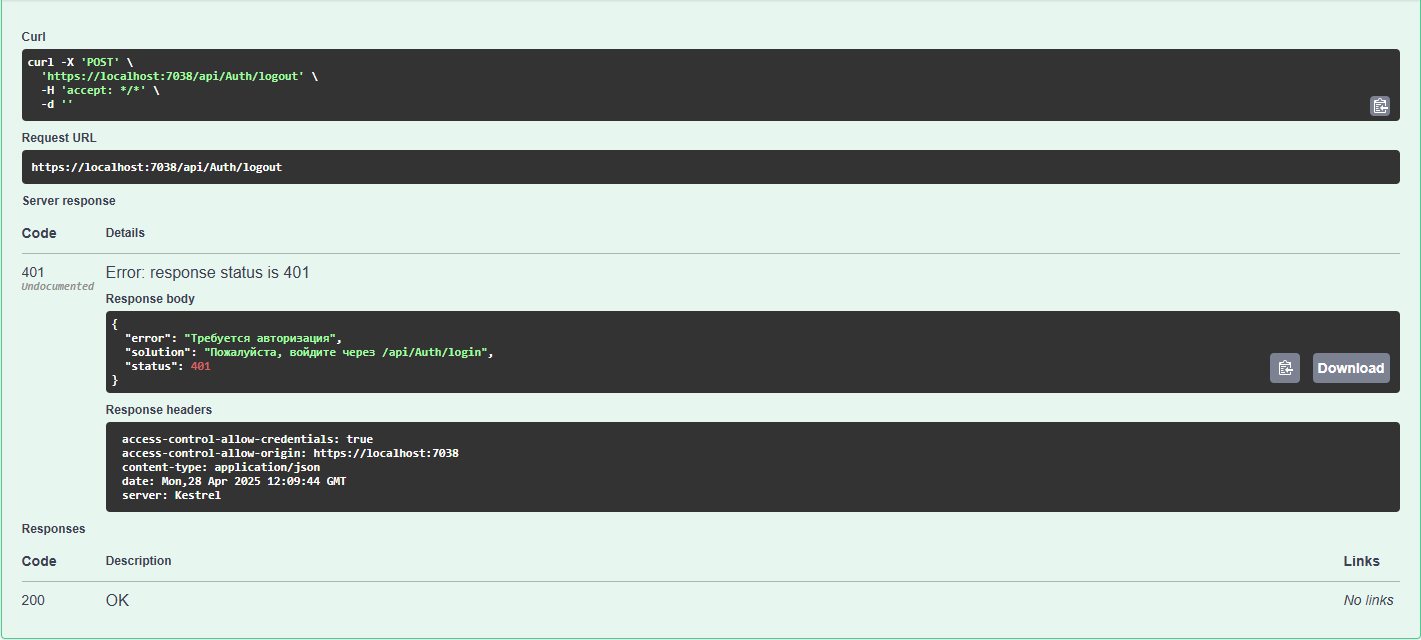 Curl
curl -X 'POST' \
  'https://localhost:7038/api/Auth/logout' \
  -H 'accept: */*' \
  -d ''
Request URL
https://localhost:7038/api/Auth/logout
Server response
Code Details
401 Error: response status is 401
Undocumented
Response body
{
  "error": "Требуется авторизация",
  "solution": "Пожалуйста, войдите через /api/Auth/login",
  "status": 401
}
Download
Response headers
access-control-allow-credentials: true
access-control-allow-origin: https://localhost:7038
content-type: application/json
date: Mon,28 Apr 2025 12:09:44 GMT
server: Kestrel
Responses
Code Description Links
200 OK No links